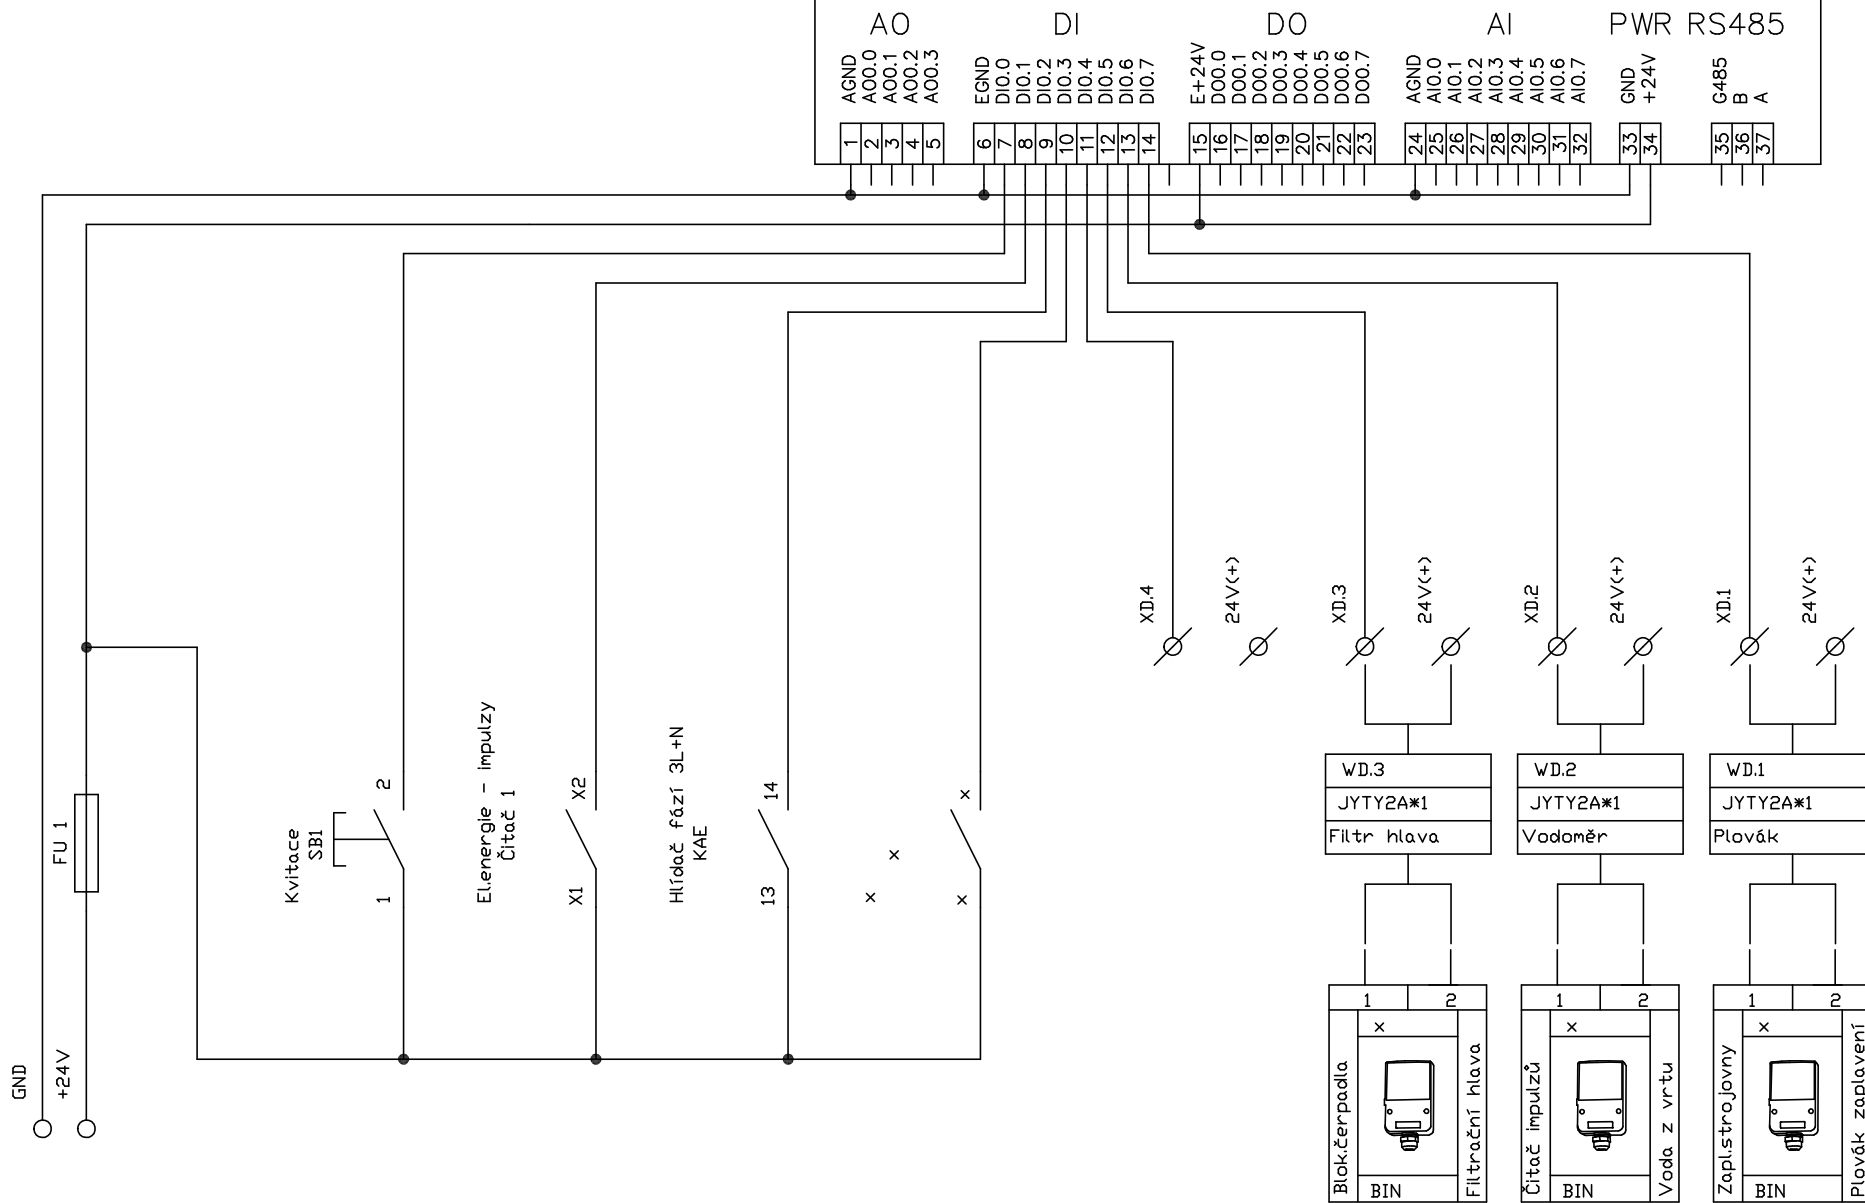 AO
DI
DO
AI
PWR
RS485
AGND
AO0.0
AO0.1
AO0.2
AO0.3
EGND
DI0.0
DI0.1
DI0.2
DI0.3
DI0.4
DI0.5
DI0.6
DI0.7
E+24V
DO0.0
DO0.1
DO0.2
DO0.3
DO0.4
DO0.5
DO0.6
DO0.7
AGND
AI0.0
AI0.1
AI0.2
AI0.3
AI0.4
AI0.5
AI0.6
AI0.7
GND
+24V
G485
B
A
1
2
3
4
5
6
7
8
9
10
11
12
13
14
15
16
17
18
19
20
21
22
23
24
25
26
27
28
29
30
31
32
33
34
35
36
37
XD.4
24V(+)
XD.3
24V(+)
XD.2
24V(+)
XD.1
24V(+)
FU 1
Kvitace
SB1
2
1
El.energie - impulzy
Čítač 1
X2
X1
Hlídač fází 3L+N
KAE
14
13
x
x
x
x
WD.3
JYTY2A*1
Filtr hlava
WD.2
JYTY2A*1
Vodoměr
WD.1
JYTY2A*1
Plovák
GND
+24V
1
2
x
Blok.čerpadla
Filtrační hlava
BIN
1
2
x
Čítač impulzů
Voda z vrtu
BIN
1
2
x
Zapl.strojovny
Plovák zaplavení
BIN